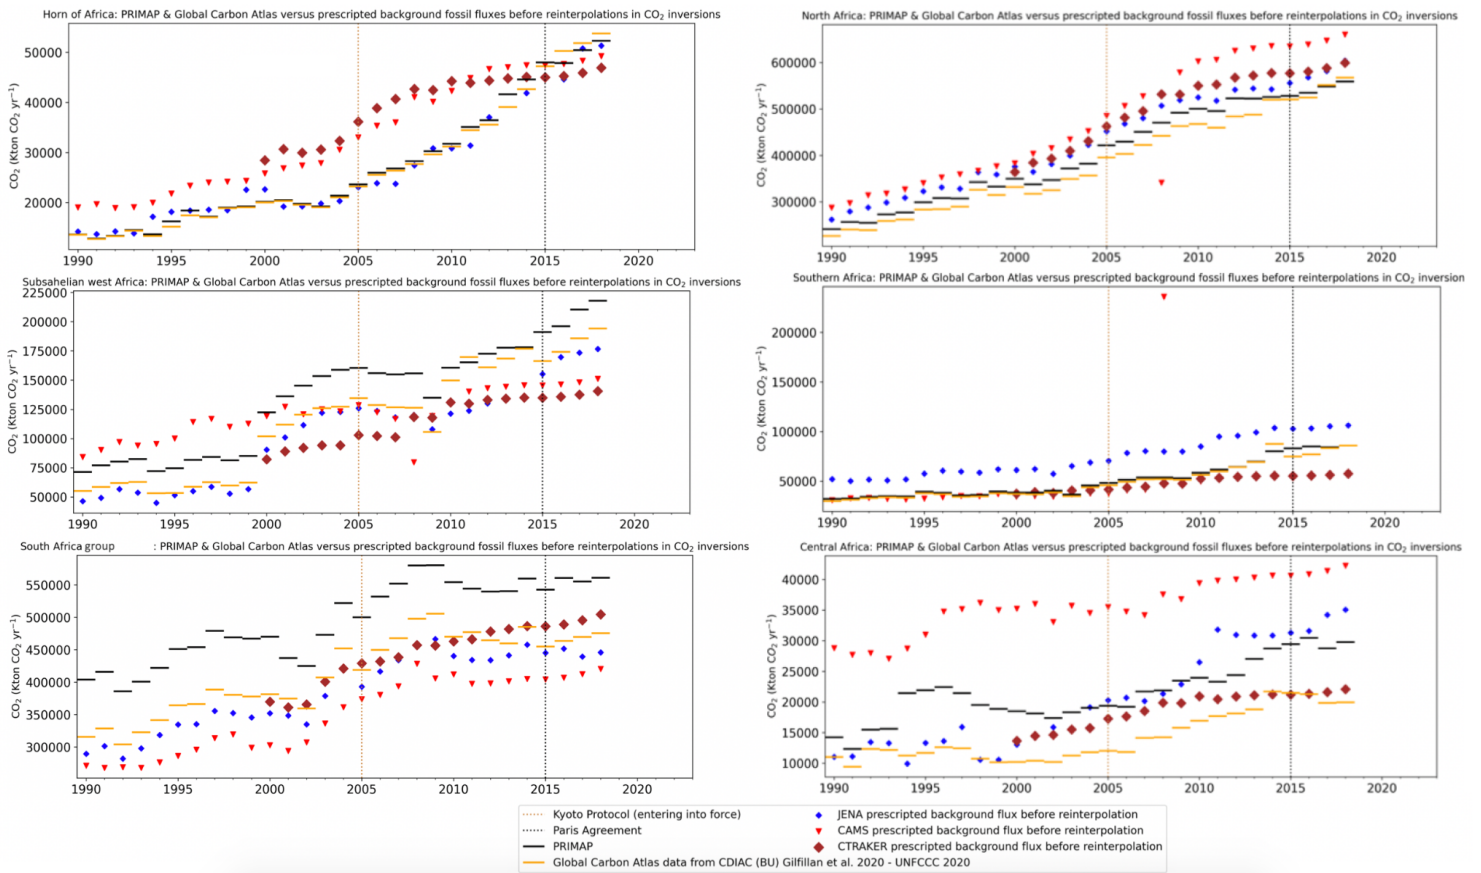 Horn of Africa: PRIMAP & Global Carbon Atlas versus prescripted background fossil fluxes before reinterpolations in CO₂ inversions
CO₂ (Kton CO₂ yr⁻¹)
50000
40000
30000
20000
1990 1995 2000 2005 2010 2015 2020
North Africa: PRIMAP & Global Carbon Atlas versus prescripted background fossil fluxes before reinterpolations in CO₂ inversions
CO₂ (Kton CO₂ yr⁻¹)
600000
500000
400000
300000
1990 1995 2000 2005 2010 2015 2020
Subsahelian west Africa: PRIMAP & Global Carbon Atlas versus prescripted background fossil fluxes before reinterpolations in CO₂ inversions
CO₂ (Kton CO₂ yr⁻¹)
225000
200000
175000
150000
125000
100000
75000
50000
1990 1995 2000 2005 2010 2015 2020
Southern Africa: PRIMAP & Global Carbon Atlas versus prescripted background fossil fluxes before reinterpolations in CO₂ inversion
CO₂ (Kton CO₂ yr⁻¹)
200000
150000
100000
50000
1990 1995 2000 2005 2010 2015 2020
South Africa group : PRIMAP & Global Carbon Atlas versus prescripted background fossil fluxes before reinterpolations in CO₂ inversions
CO₂ (Kton CO₂ yr⁻¹)
550000
500000
450000
400000
350000
300000
1990 1995 2000 2005 2010 2015 2020
Central Africa: PRIMAP & Global Carbon Atlas versus prescripted background fossil fluxes before reinterpolations in CO₂ inversions
CO₂ (Kton CO₂ yr⁻¹)
40000
35000
30000
25000
20000
15000
10000
1990 1995 2000 2005 2010 2015 2020
Kyoto Protocol (entering into force)
Paris Agreement
PRIMAP
Global Carbon Atlas data from CDIAC (BU) Gilfillan et al. 2020 - UNFCCC 2020
JENA prescripted background flux before reinterpolation
CAMS prescripted background flux before reinterpolation
CTRAKER prescripted background flux before reinterpolation